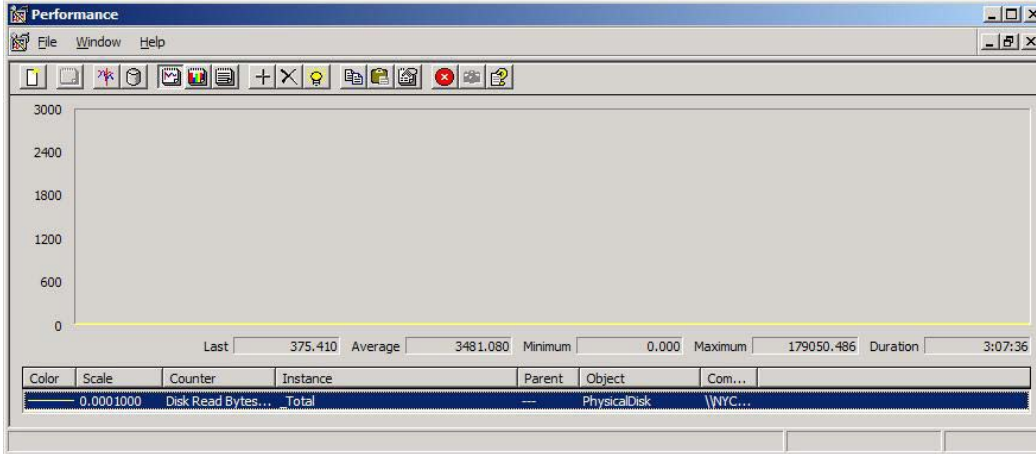 Performance
File Window Help
3000
2400
1800
1200
600
0
Last 375.410 Average 3481.080 Minimum 0.000 Maximum 179050.486 Duration 3:07:36
Color Scale Counter Instance Parent Object Com...
0.0001000 Disk Read Bytes... _Total --- PhysicalDisk \\NYC...